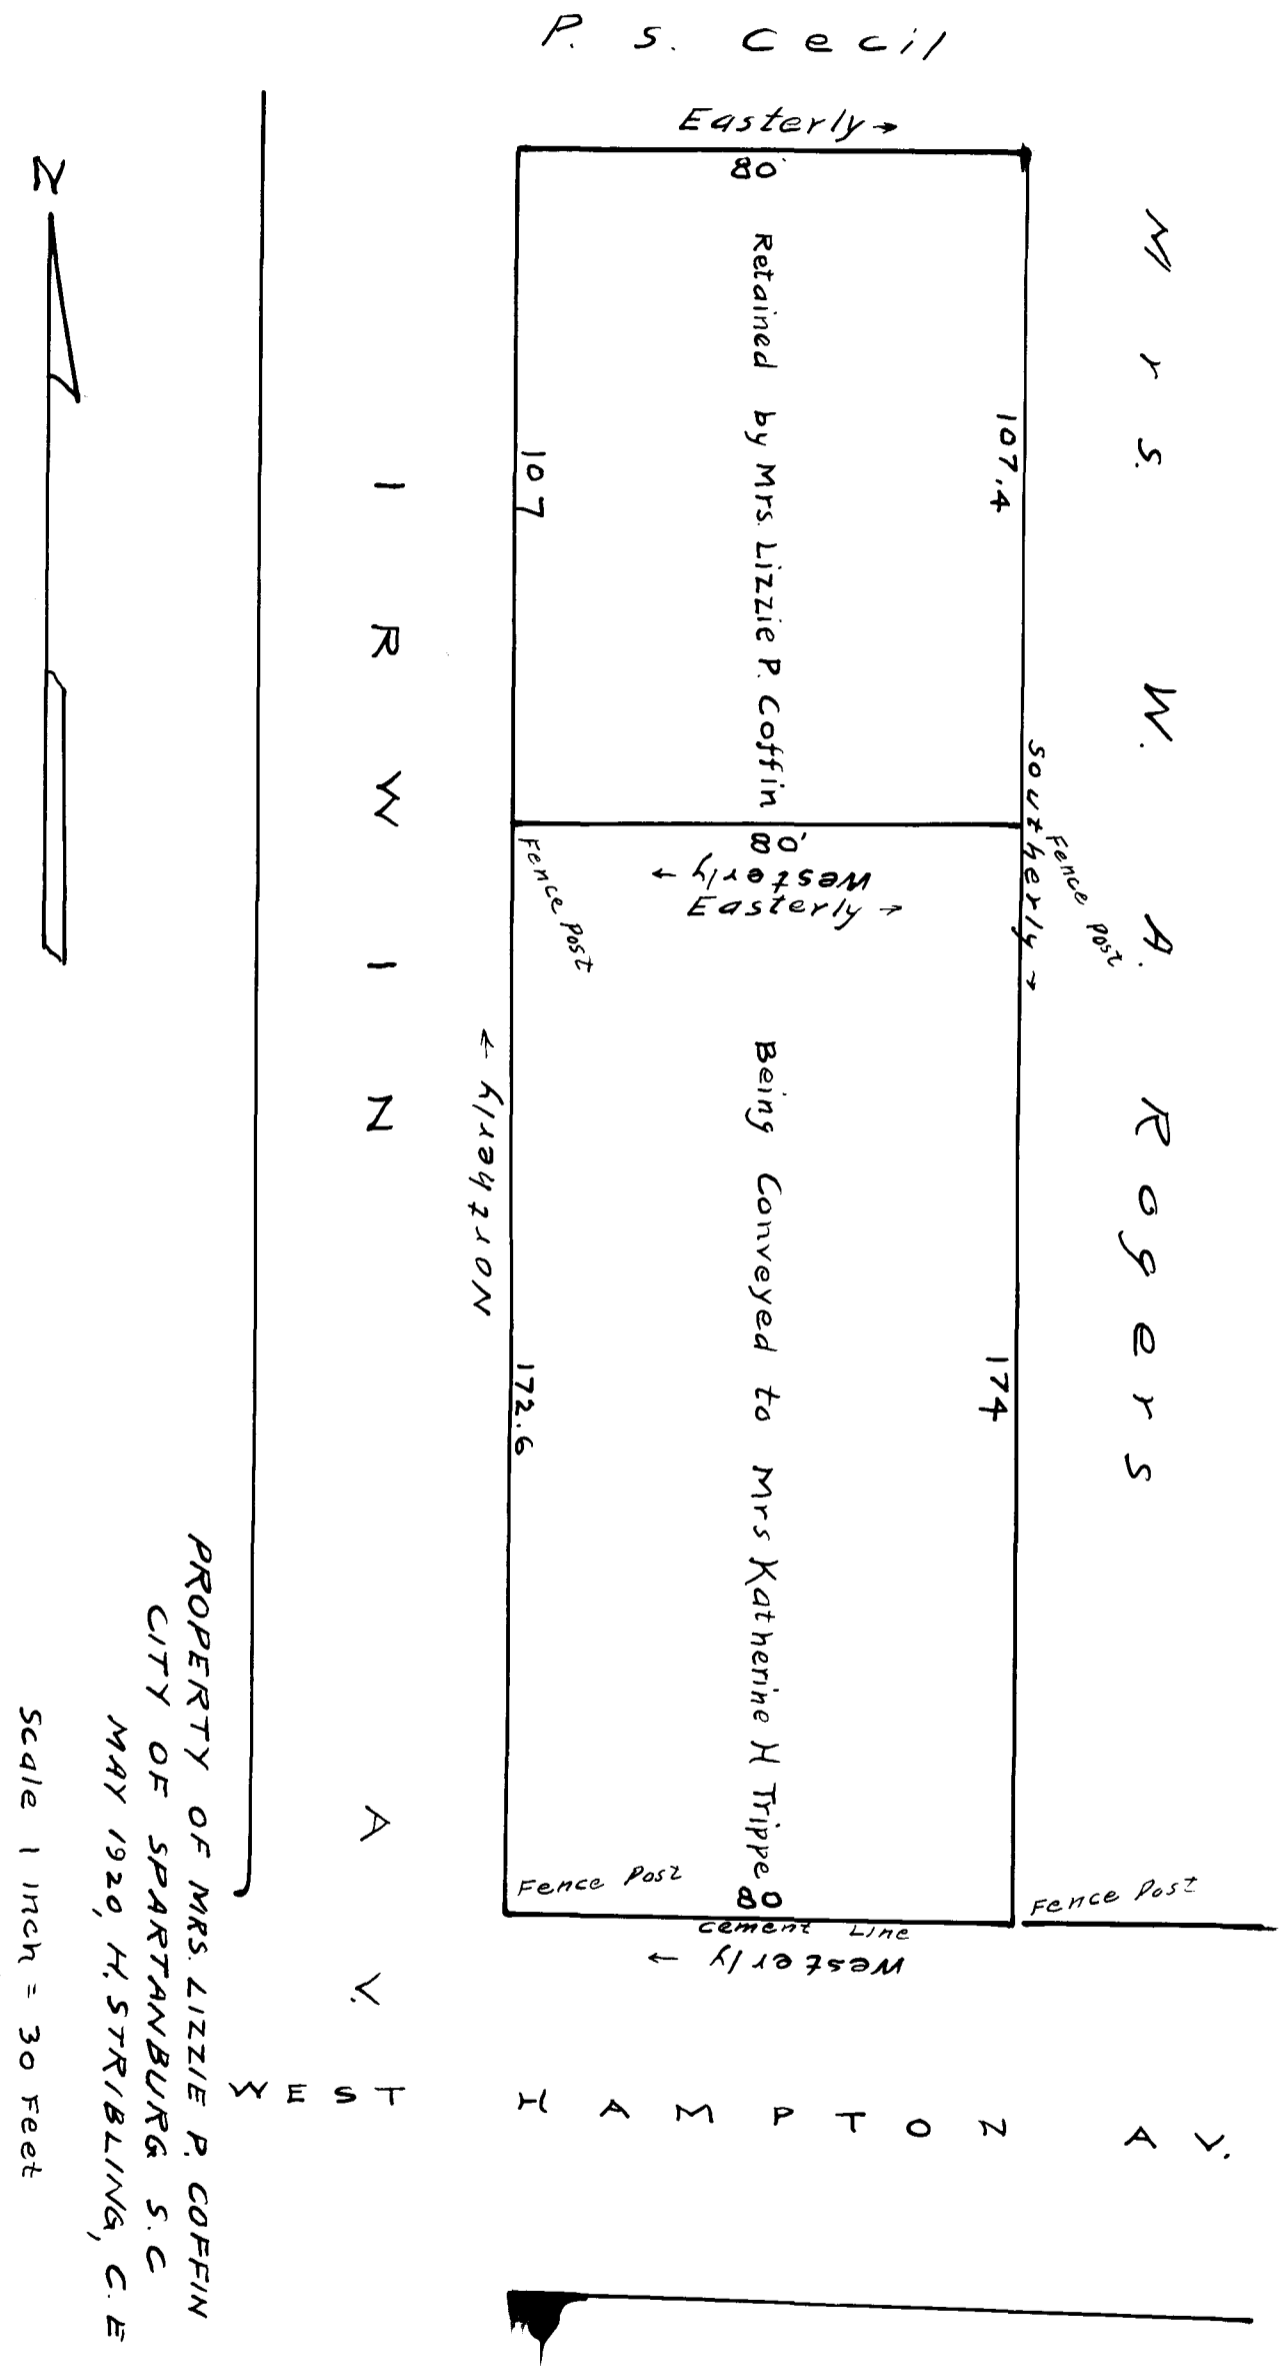 P. S. Cecil
N
Easterly →
80'
Retained by Mrs. Lizzie P. Coffin
107
107.4
Mrs. W. A. Rogers
IRWIN AV.
80'
Westerly →
Easterly →
Fence Post
Fence Post
Southerly →
Northerly →
Being Conveyed to Mrs Katherine H Trippe
172.6
174
Fence Post
80
Fence Post
Cement Line
Westerly →
WEST HAMPTON AV.
PROPERTY OF MRS. LIZZIE P. COFFIN
CITY OF SPARTANBURG S.C
MAY 1920, H. STRIBLING, C.E
Scale 1 Inch = 30 Feet